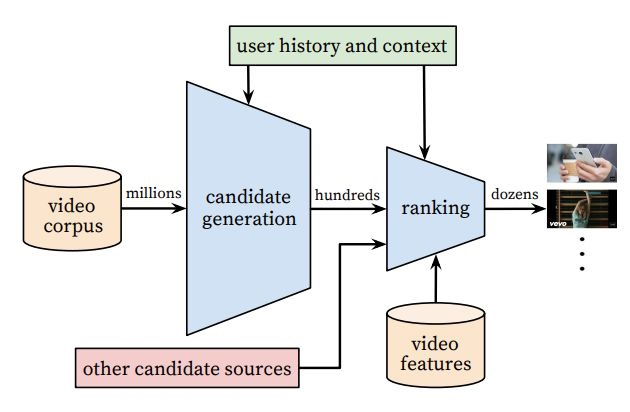 user history and context
millions
video
corpus
candidate
generation
hundreds
ranking
dozens
vevo
other candidate sources
video
features